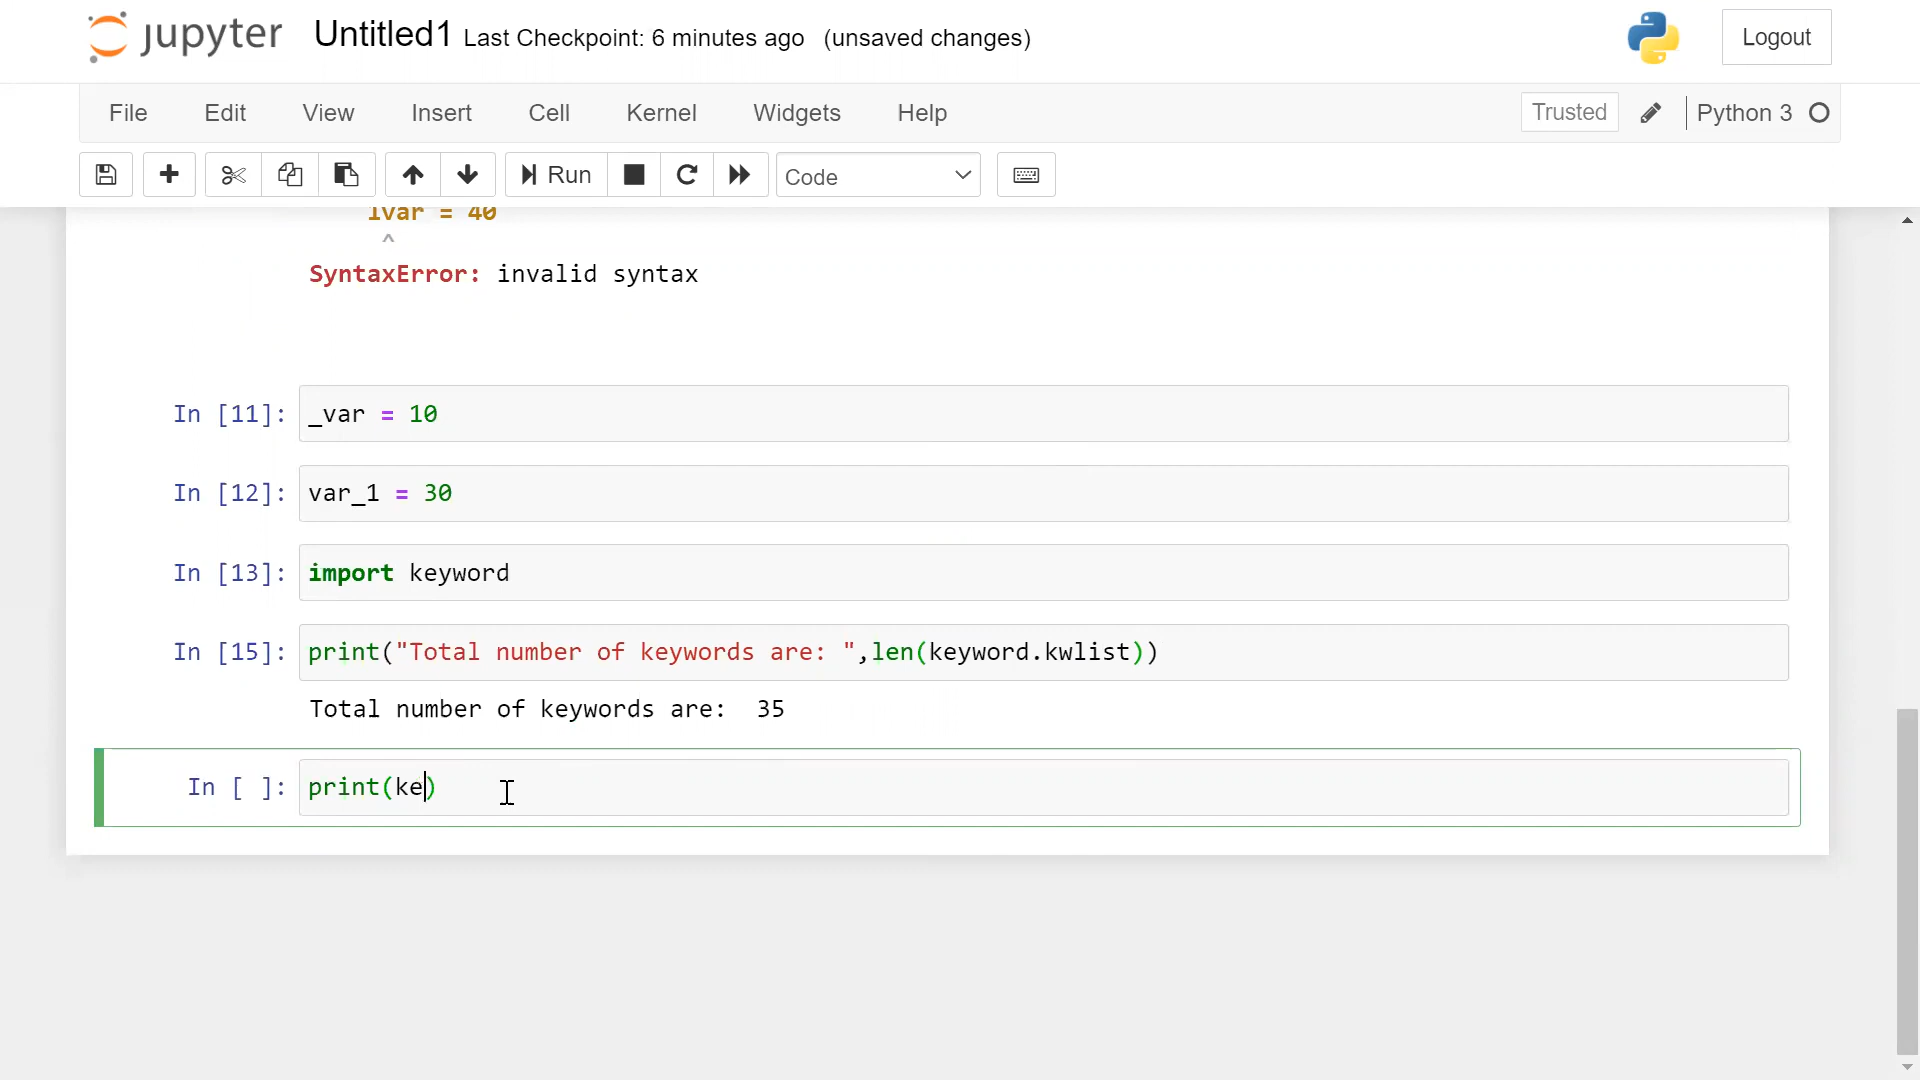 jupyter Untitled1 Last Checkpoint: 6 minutes ago (unsaved changes) Logout
File Edit View Insert Cell Kernel Widgets Help Trusted Python 3
Run Code
1var = 40
^
SyntaxError: invalid syntax
In [11]: _var = 10
In [12]: var_1 = 30
In [13]: import keyword
In [15]: print("Total number of keywords are: ",len(keyword.kwlist))
Total number of keywords are:  35
In [ ]: print(ke)